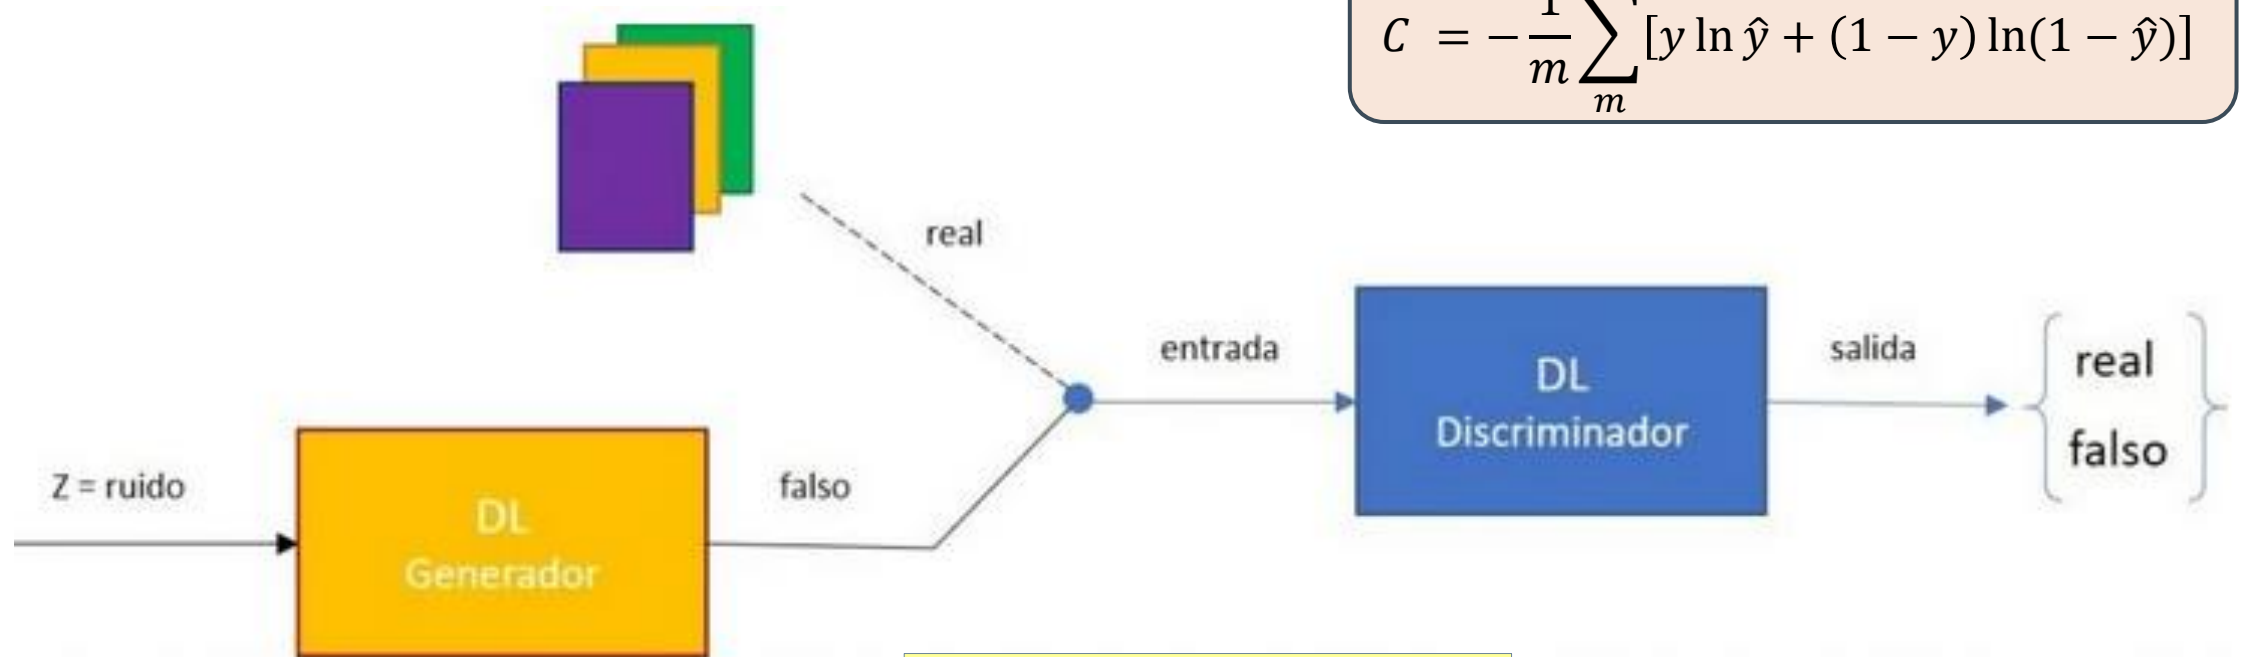 C = −1/m ∑m [y ln ŷ + (1 − y) ln(1 − ŷ)]
real
entrada
DL
Discriminador
salida
real
falso
Z = ruido
DL
Generador
falso